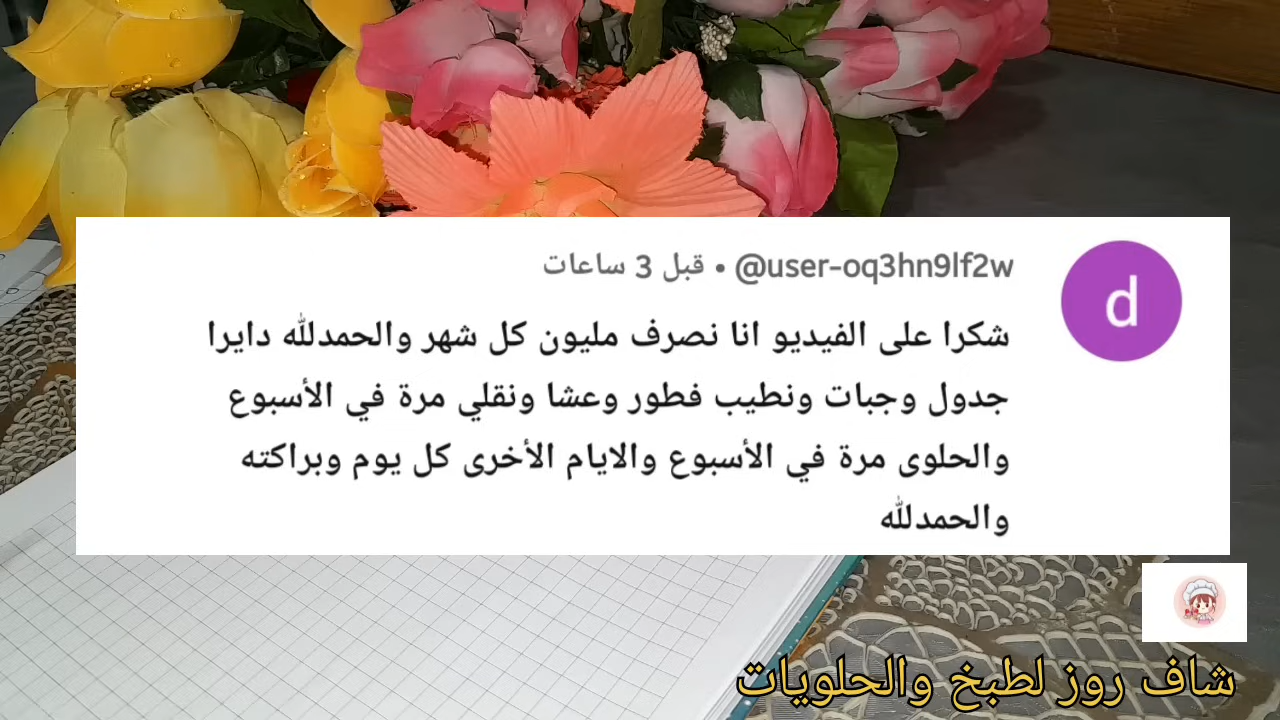 @user-oq3hn9lf2w • قبل 3 ساعات
d
شكرا على الفيديو انا نصرف مليون كل شهر والحمدلله دايرا
جدول وجبات ونطيب فطور وعشا ونقلي مرة في الأسبوع
والحلوى مرة في الأسبوع والايام الأخرى كل يوم وبراكته
والحمدلله
شاف روز لطبخ والحلويات